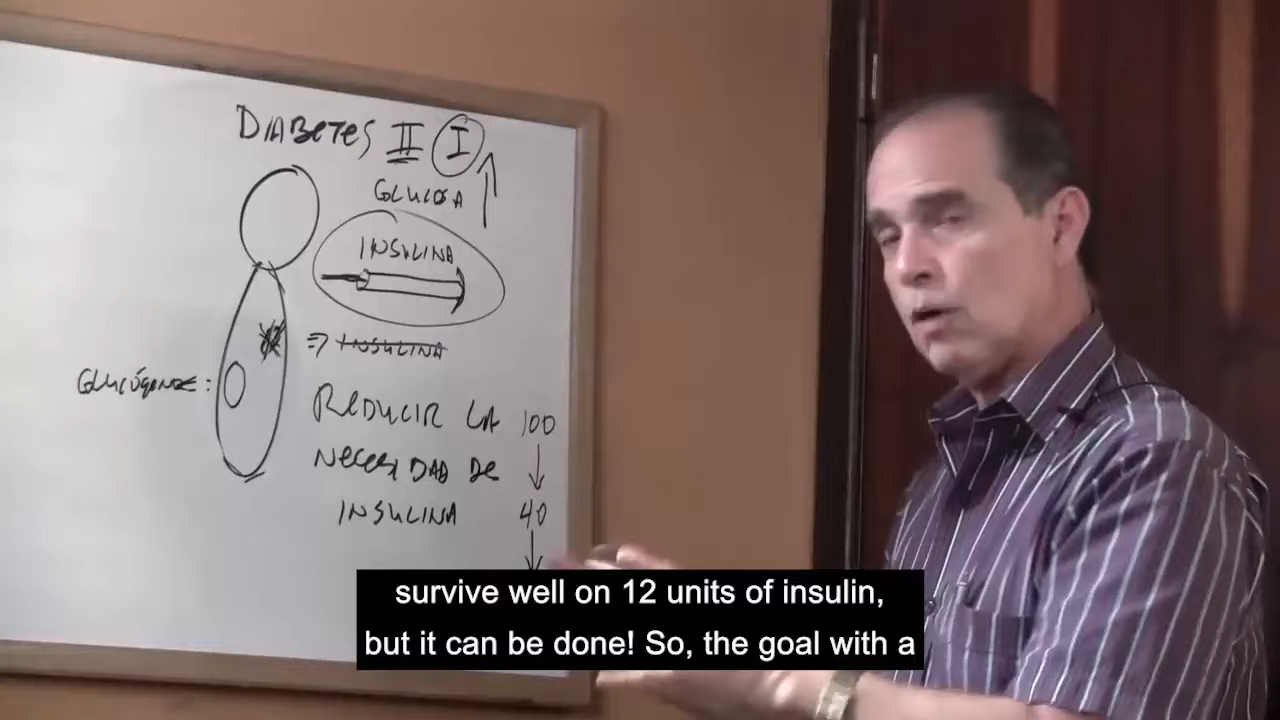 DIABETES II I
GLUCOSA
INSULINA
⇒ INSULINA
GLUCÓGENO:
REDUCIR LA 100
NECESIDAD DE
INSULINA 40
survive well on 12 units of insulin,
but it can be done! So, the goal with a